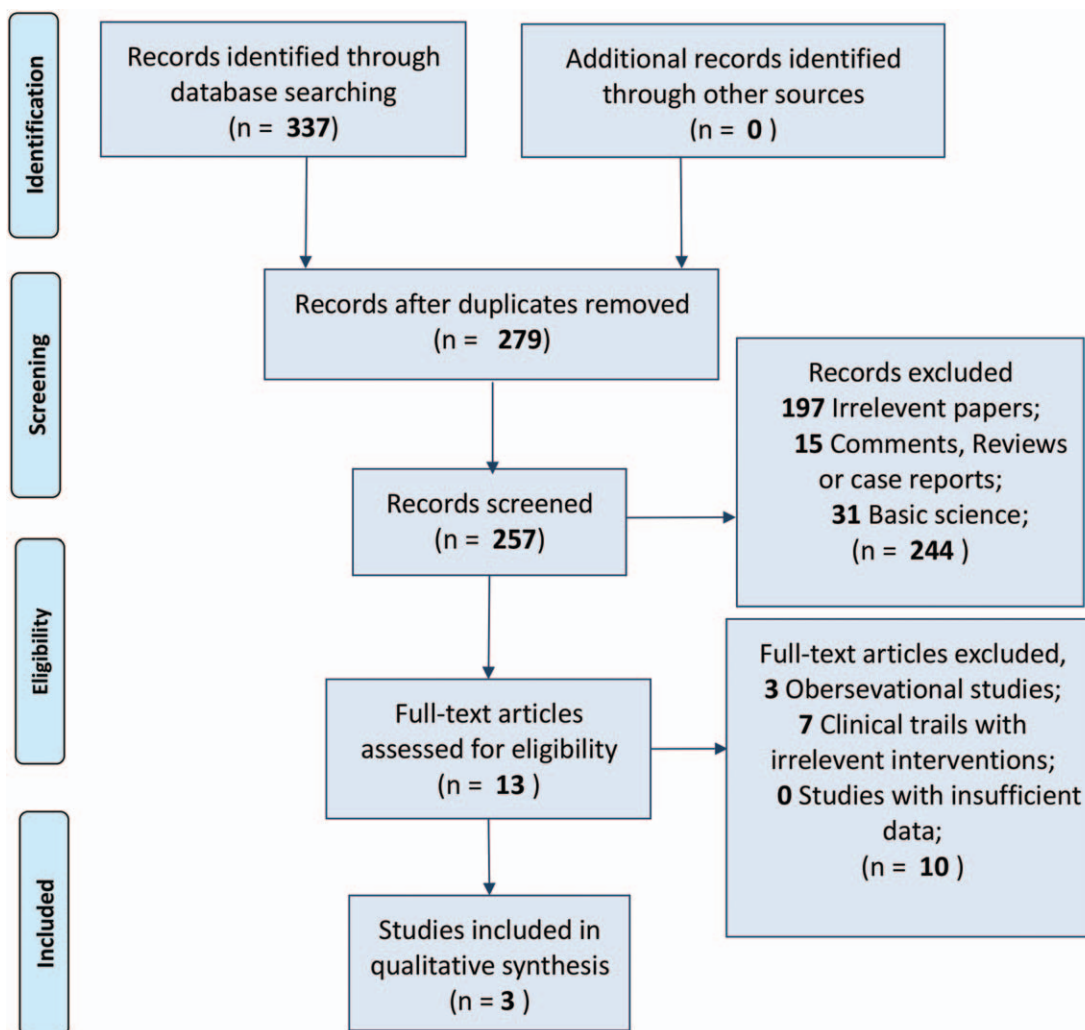 Identification
Records identified through
database searching
(n = 337)
Additional records identified
through other sources
(n = 0 )
Screening
Records after duplicates removed
(n = 279)
Records screened
(n = 257)
Records excluded
197 Irrelevent papers;
15 Comments, Reviews
or case reports;
31 Basic science;
(n = 244 )
Eligibility
Full-text articles
assessed for eligibility
(n = 13 )
Full-text articles excluded,
3 Obersevational studies;
7 Clinical trails with
irrelevent interventions;
0 Studies with insufficient
data;
(n = 10 )
Included
Studies included in
qualitative synthesis
(n = 3 )